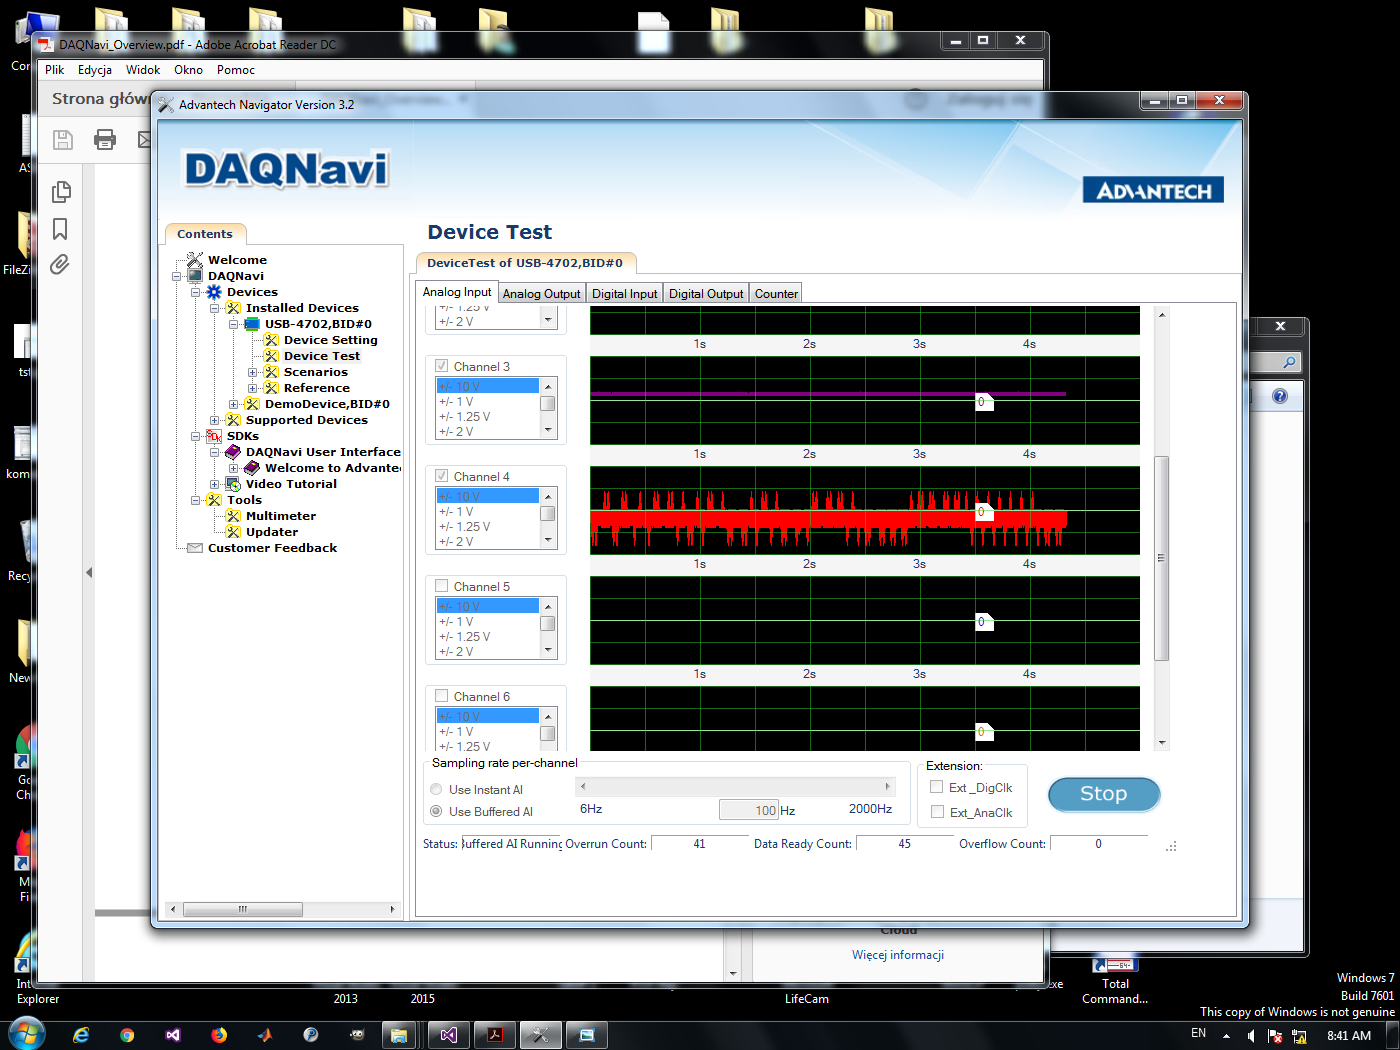 DAQNavi_Overview.pdf - Adobe Acrobat Reader DC
Plik Edycja Widok Okno Pomoc
Strona główn
Advantech Navigator Version 3.2
DAQNavi
ADVANTECH
Contents
Welcome
DAQNavi
Devices
Installed Devices
USB-4702,BID#0
Device Setting
Device Test
Scenarios
Reference
DemoDevice,BID#0
Supported Devices
SDKs
DAQNavi User Interface
Welcome to Advante
Video Tutorial
Tools
Multimeter
Updater
Customer Feedback
Device Test
DeviceTest of USB-4702,BID#0
Analog Input Analog Output Digital Input Digital Output Counter
+/- 1.25 V
+/- 2 V
1s 2s 3s 4s
Channel 3
+/- 10 V
+/- 1 V
+/- 1.25 V
+/- 2 V
0
1s 2s 3s 4s
Channel 4
+/- 10 V
+/- 1 V
+/- 1.25 V
+/- 2 V
0
1s 2s 3s 4s
Channel 5
+/- 10 V
+/- 1 V
+/- 1.25 V
+/- 2 V
0
1s 2s 3s 4s
Channel 6
+/- 10 V
+/- 1 V
+/- 1.25 V
0
Sampling rate per-channel
Use Instant AI
Use Buffered AI
6Hz 100 Hz 2000Hz
Extension:
Ext _DigClk
Ext_AnaClk
Stop
Status: Buffered AI Running Overrun Count: 41 Data Ready Count: 45 Overflow Count: 0
Cloud
Więcej informacji
Explorer
2013
2015
LifeCam
Total
Command...
Windows 7
Build 7601
This copy of Windows is not genuine
EN
8:41 AM